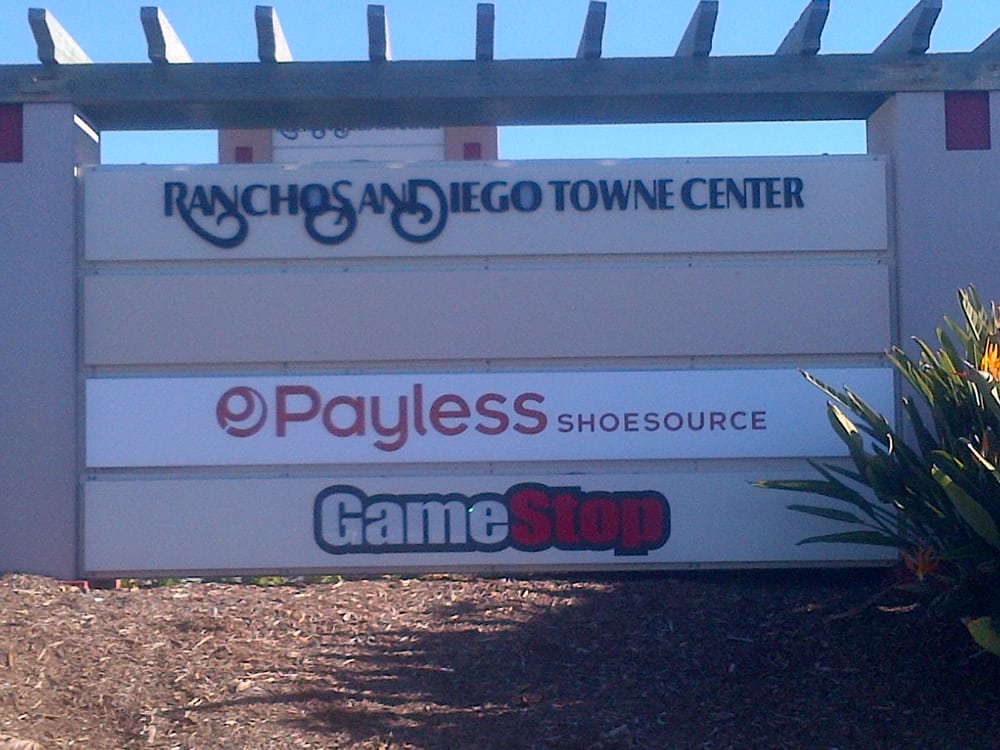 RANCHO SAN DIEGO TOWNE CENTER
Payless SHOESOURCE
GameStop